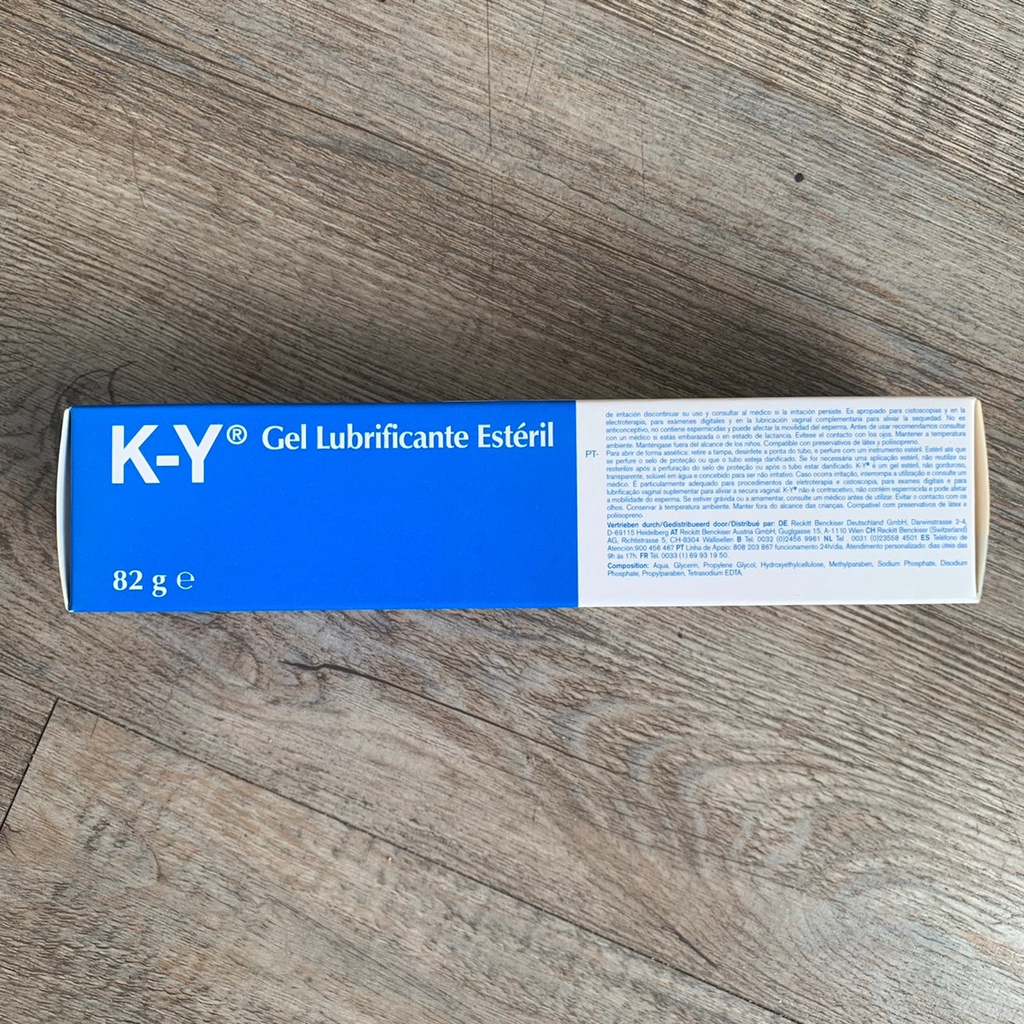 K-Y® Gel Lubrificante Estéril
82 g ℮
de irritación discontinuar su uso y consultar al médico si la irritación persiste. Es apropiado para cistoscopias y en la
electroterapia, para exámenes digitales y en la lubricación vaginal complementaria para aliviar la sequedad. No es
anticonceptivo, no contiene espermicidas y puede afectar la movilidad del esperma. Antes de usar recomendamos consultar
con un médico si estás embarazada o en estado de lactancia. Evítese el contacto con los ojos. Mantener a temperatura
ambiente. Manténgase fuera del alcance de los niños. Compatible con preservativos de látex y poliisopreno.
PT- Para abrir de forma asética: retire a tampa, desinfete a ponta do tubo, e perfure com um instrumento estéril. Estéril até que
se perfure o selo de proteção ou que o tubo esteja danificado. Se for necessária uma aplicação estéril, não reutilize ou
resterilize após a perfuração do selo de proteção ou após o tubo estar danificado. K-Y® é um gel estéril, não gorduroso,
transparente, solúvel em água e concebido para ser não irritativo. Caso ocorra irritação, interrompa a utilização e consulte um
médico. É particularmente adequado para procedimentos de eletroterapia e cistoscopia, para exames digitais e para
lubrificação vaginal suplementar para aliviar a secura vaginal. K-Y® não é contracetivo, não contém espermicida e pode afetar
a mobilidade do esperma. Se estiver grávida ou a amamentar, consulte um médico antes de utilizar. Evitar o contacto com os
olhos. Conservar à temperatura ambiente. Manter fora do alcance das crianças. Compatível com preservativos de látex e
poliisopreno.
Vertrieben durch/Gedistribueerd door/Distribué par: DE Reckitt Benckiser Deutschland GmbH, Darwinstrasse 2-4,
D-69115 Heidelberg AT Reckitt Benckiser Austria GmbH, Guglgasse 15, A-1110 Wien CH Reckitt Benckiser (Switzerland)
AG, Richtistrasse 5, CH-8304 Wallisellen B Tel. 0032 (0)2456 9961 NL Tel. 0031 (0)23558 4501 ES Teléfono de
Atención:900 456 467 PT Linha de Apoio: 808 203 867 funcionamento 24h/dia. Atendimento personalizado: dias úteis das
9h às 17h. FR Tél. 0033 (1) 69 93 19 50.
Composition: Aqua, Glycerin, Propylene Glycol, Hydroxyethylcellulose, Methylparaben, Sodium Phosphate, Disodium
Phosphate, Propylparaben, Tetrasodium EDTA.